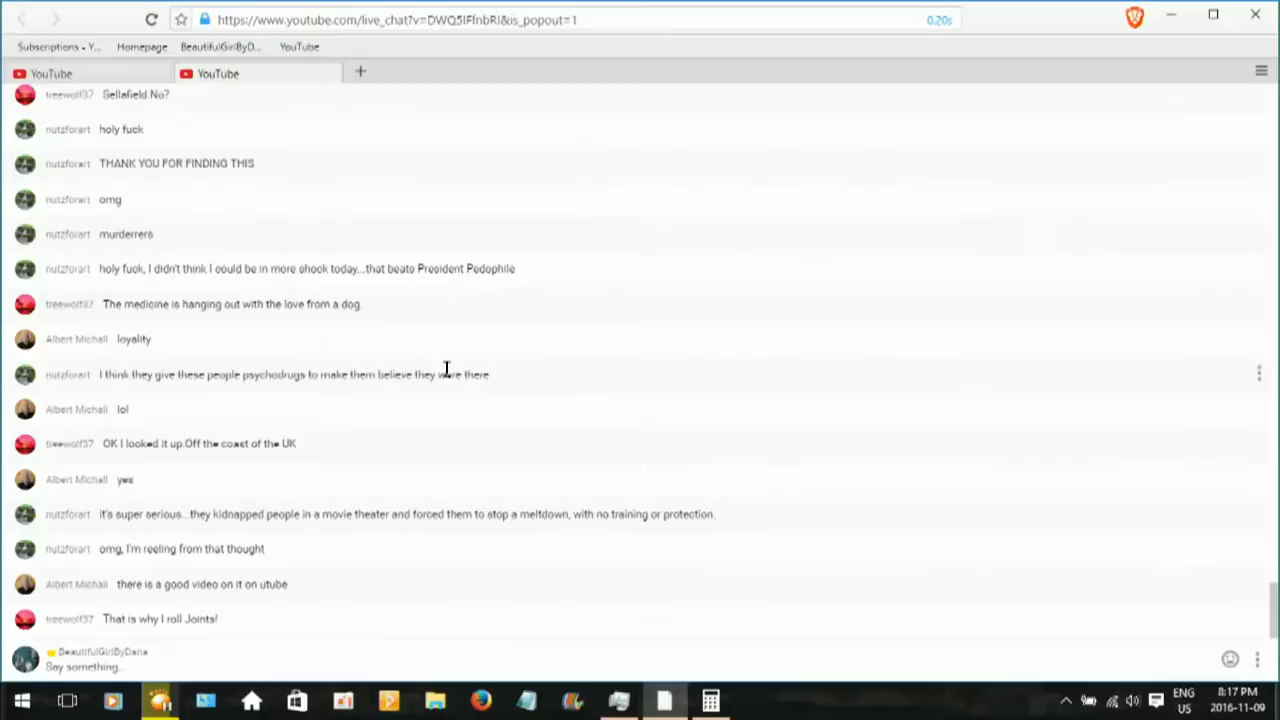 https://www.youtube.com/live_chat?v=DWQ5IFfnbRI&is_popout=1 0.20s
Subscriptions - Y... Homepage BeautifulGirlByD... YouTube
YouTube YouTube
treewolf37 Sellafield No?
nutzforart holy fuck
nutzforart THANK YOU FOR FINDING THIS
nutzforart omg
nutzforart murderrers
nutzforart holy fuck, I didn't think I could be in more shock today...that beats President Pedophile
treewolf37 The medicine is hanging out with the love from a dog.
Albert Michall loyality
nutzforart I think they give these people psychodrugs to make them believe they were there
Albert Michall lol
treewolf37 OK I looked it up.Off the coast of the UK
Albert Michall yes
nutzforart it's super serious...they kidnapped people in a movie theater and forced them to stop a meltdown, with no training or protection.
nutzforart omg, I'm reeling from that thought
Albert Michall there is a good video on it on utube
treewolf37 That is why I roll Joints!
BeautifulGirlByDana
Say something...
ENG 8:17 PM
US 2016-11-09